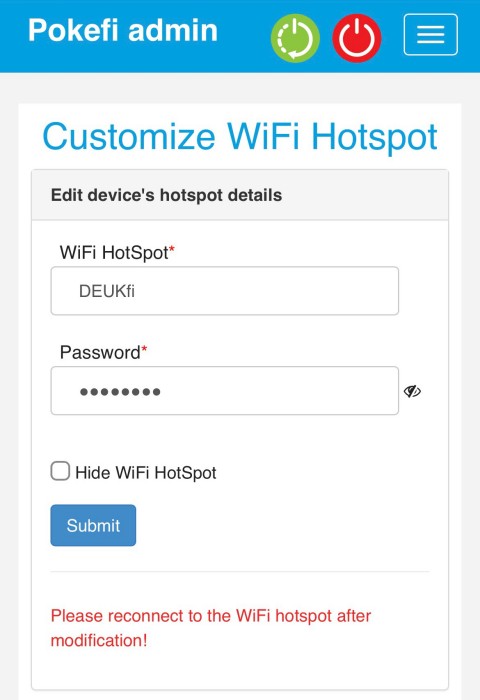 Pokefi admin
Customize WiFi Hotspot
Edit device's hotspot details
WiFi HotSpot*
DEUKfi
Password*
••••••••
Hide WiFi HotSpot
Submit
Please reconnect to the WiFi hotspot after
modification!